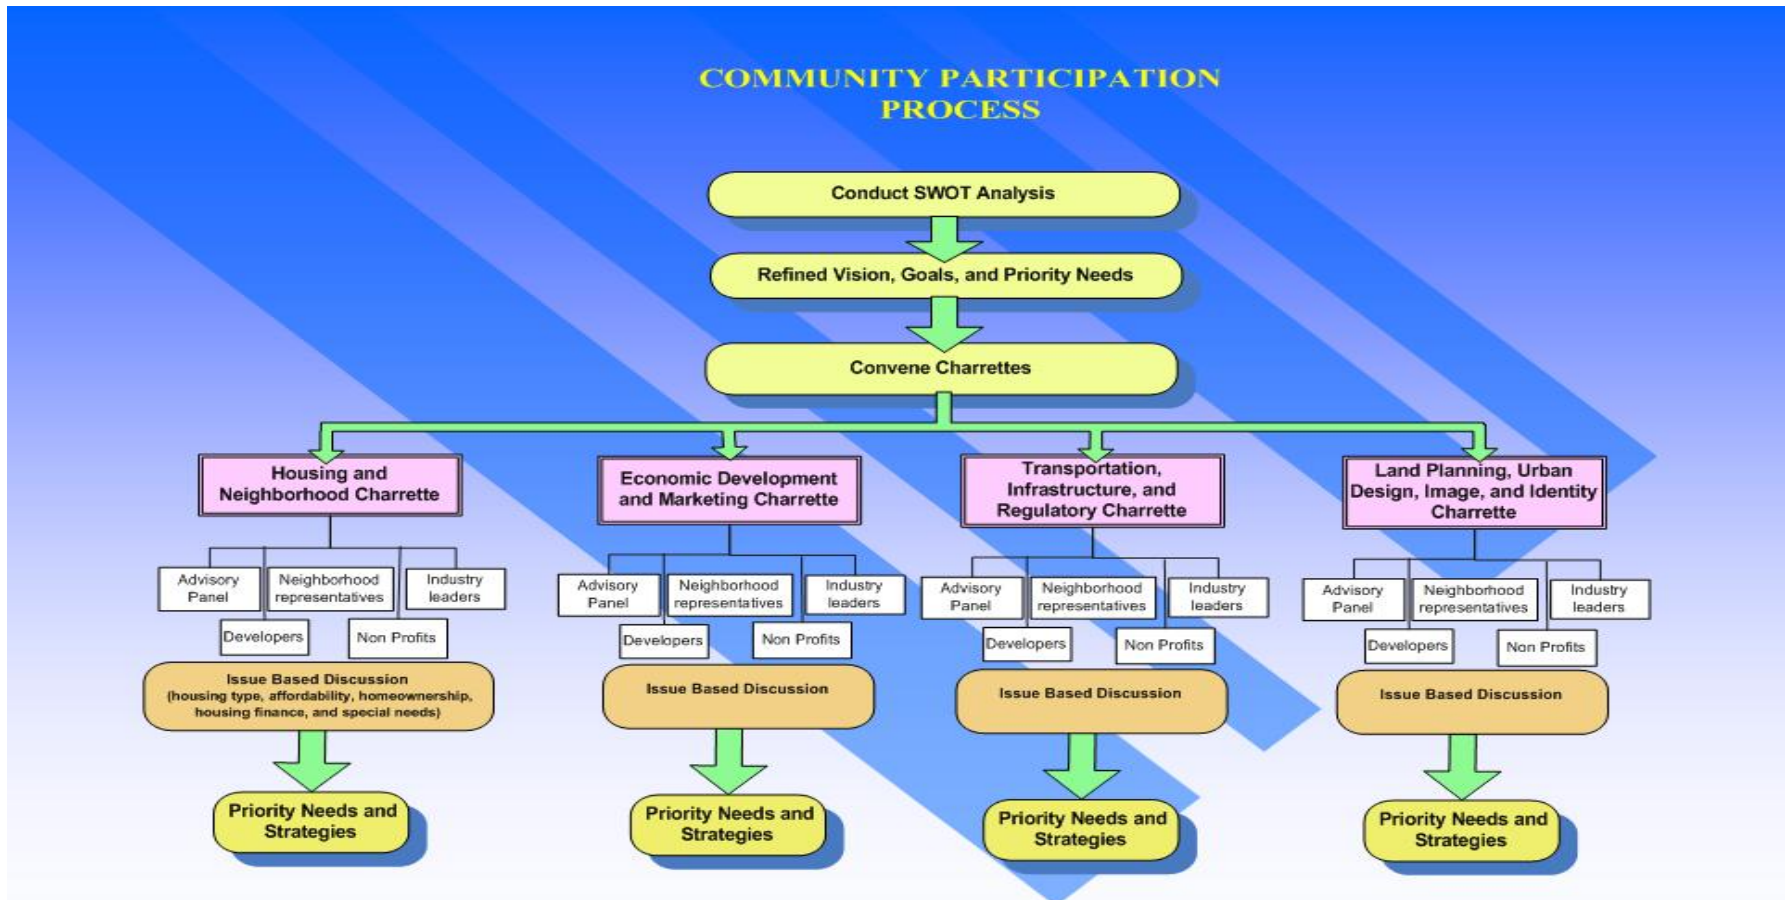 COMMUNITY PARTICIPATION
PROCESS
Conduct SWOT Analysis
Refined Vision, Goals, and Priority Needs
Convene Charrettes
Housing and
Neighborhood Charrette
Economic Development
and Marketing Charrette
Transportation,
Infrastructure, and
Regulatory Charrette
Land Planning, Urban
Design, Image, and Identity
Charrette
Advisory
Panel
Neighborhood
representatives
Industry
leaders
Developers
Non Profits
Advisory
Panel
Neighborhood
representatives
Industry
leaders
Developers
Non Profits
Advisory
Panel
Neighborhood
representatives
Industry
leaders
Developers
Non Profits
Advisory
Panel
Neighborhood
representatives
Industry
leaders
Developers
Non Profits
Issue Based Discussion
(housing type, affordability, homeownership,
housing finance, and special needs)
Issue Based Discussion
Issue Based Discussion
Issue Based Discussion
Priority Needs and
Strategies
Priority Needs and
Strategies
Priority Needs and
Strategies
Priority Needs and
Strategies